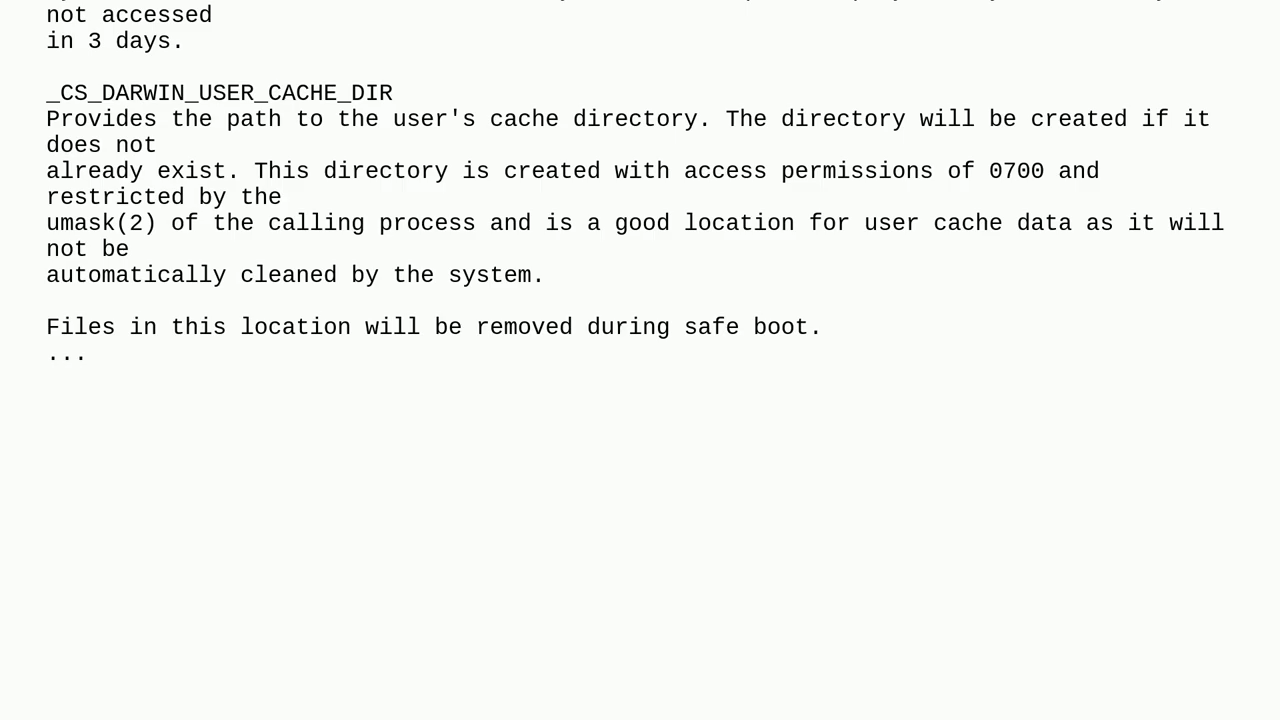 not accessed
in 3 days.
_CS_DARWIN_USER_CACHE_DIR
Provides the path to the user's cache directory. The directory will be created if it
does not
already exist. This directory is created with access permissions of 0700 and
restricted by the
umask(2) of the calling process and is a good location for user cache data as it will
not be
automatically cleaned by the system.
Files in this location will be removed during safe boot.
...